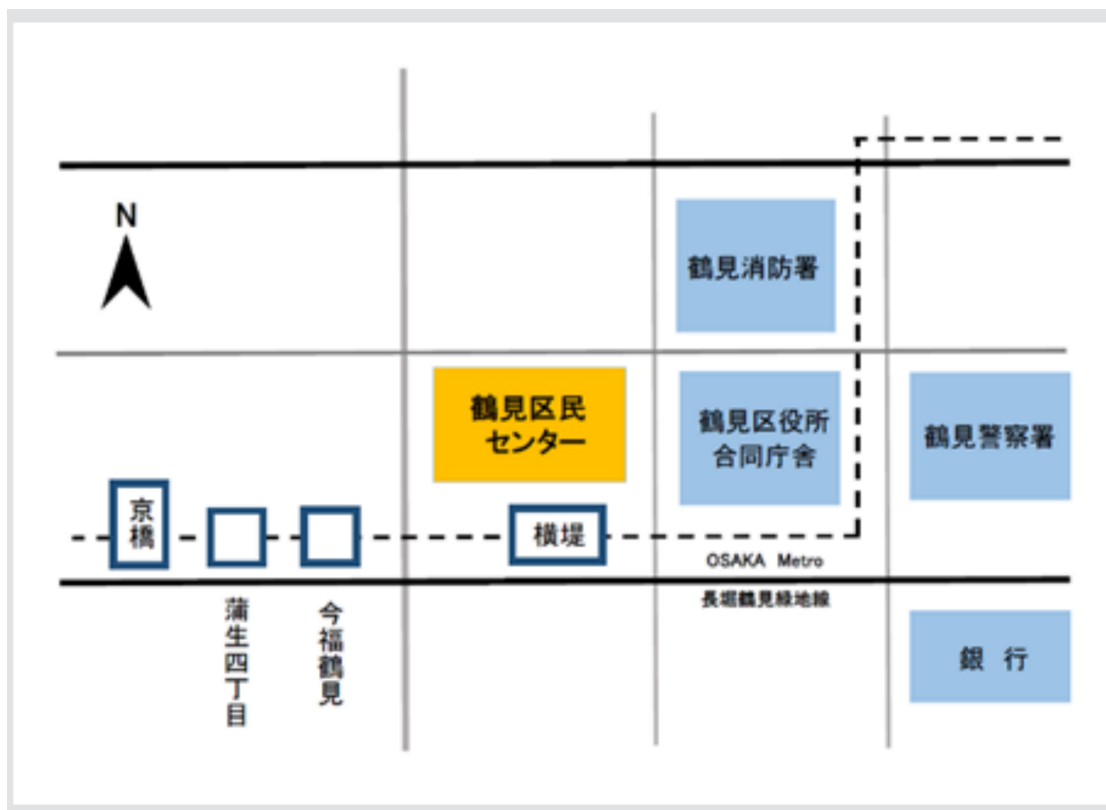 N
鶴見消防署
鶴見区民
センター
鶴見区役所
合同庁舎
鶴見警察署
京橋
横堤
OSAKA Metro
長堀鶴見緑地線
蒲生四丁目
今福鶴見
銀 行